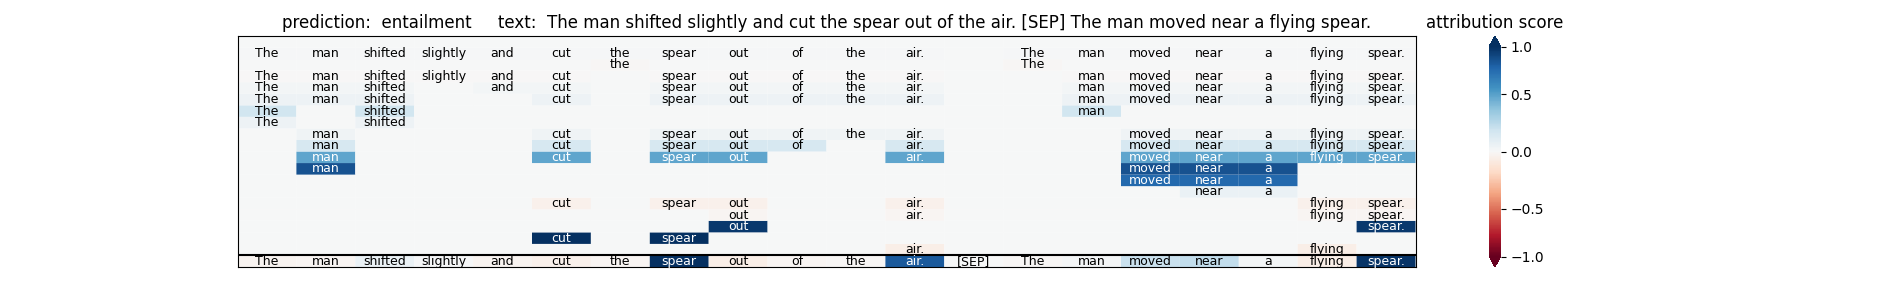 prediction: entailment text: The man shifted slightly and cut the spear out of the air. [SEP] The man moved near a flying spear. attribution score
The man shifted slightly and cut the spear out of the air. The man moved near a flying spear.
the The
The man shifted slightly and cut spear out of the air. man moved near a flying spear.
The man shifted and cut spear out of the air. man moved near a flying spear.
The man shifted cut spear out of the air. man moved near a flying spear.
The shifted man
The shifted
man cut spear out of the air. moved near a flying spear.
man cut spear out of air. moved near a flying spear.
man cut spear out air. moved near a flying spear.
man moved near a
moved near a
near a
cut spear out air. flying spear.
out air. flying spear.
out spear.
cut spear
air. flying
The man shifted slightly and cut the spear out of the air. [SEP] The man moved near a flying spear.
1.0
0.5
0.0
−0.5
−1.0